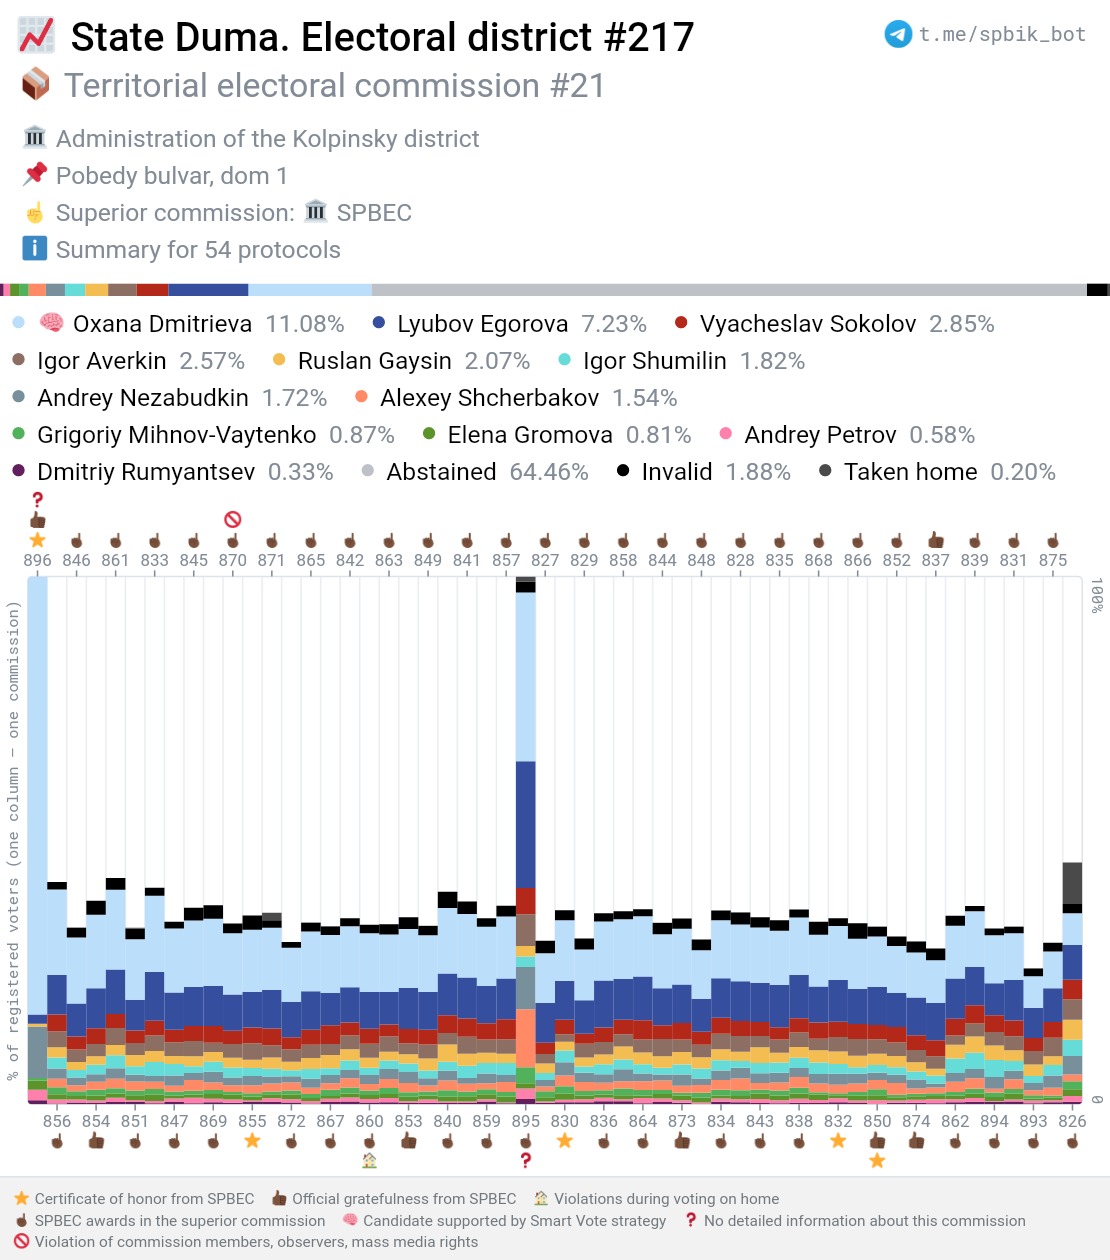 State Duma. Electoral district #217
t.me/spbik_bot
Territorial electoral commission #21
Administration of the Kolpinsky district
Pobedy bulvar, dom 1
Superior commission: SPBEC
Summary for 54 protocols
Oxana Dmitrieva 11.08% Lyubov Egorova 7.23% Vyacheslav Sokolov 2.85%
Igor Averkin 2.57% Ruslan Gaysin 2.07% Igor Shumilin 1.82%
Andrey Nezabudkin 1.72% Alexey Shcherbakov 1.54%
Grigoriy Mihnov-Vaytenko 0.87% Elena Gromova 0.81% Andrey Petrov 0.58%
Dmitriy Rumyantsev 0.33% Abstained 64.46% Invalid 1.88% Taken home 0.20%
896 846 861 833 845 870 871 865 842 863 849 841 857 827 829 858 844 848 828 835 868 866 852 837 839 831 875
100%
% of registered voters (one column – one commission)
0
856 854 851 847 869 855 872 867 860 853 840 859 895 830 836 864 873 834 843 838 832 850 874 862 894 893 826
Certificate of honor from SPBEC Official gratefulness from SPBEC Violations during voting on home
SPBEC awards in the superior commission Candidate supported by Smart Vote strategy No detailed information about this commission
Violation of commission members, observers, mass media rights